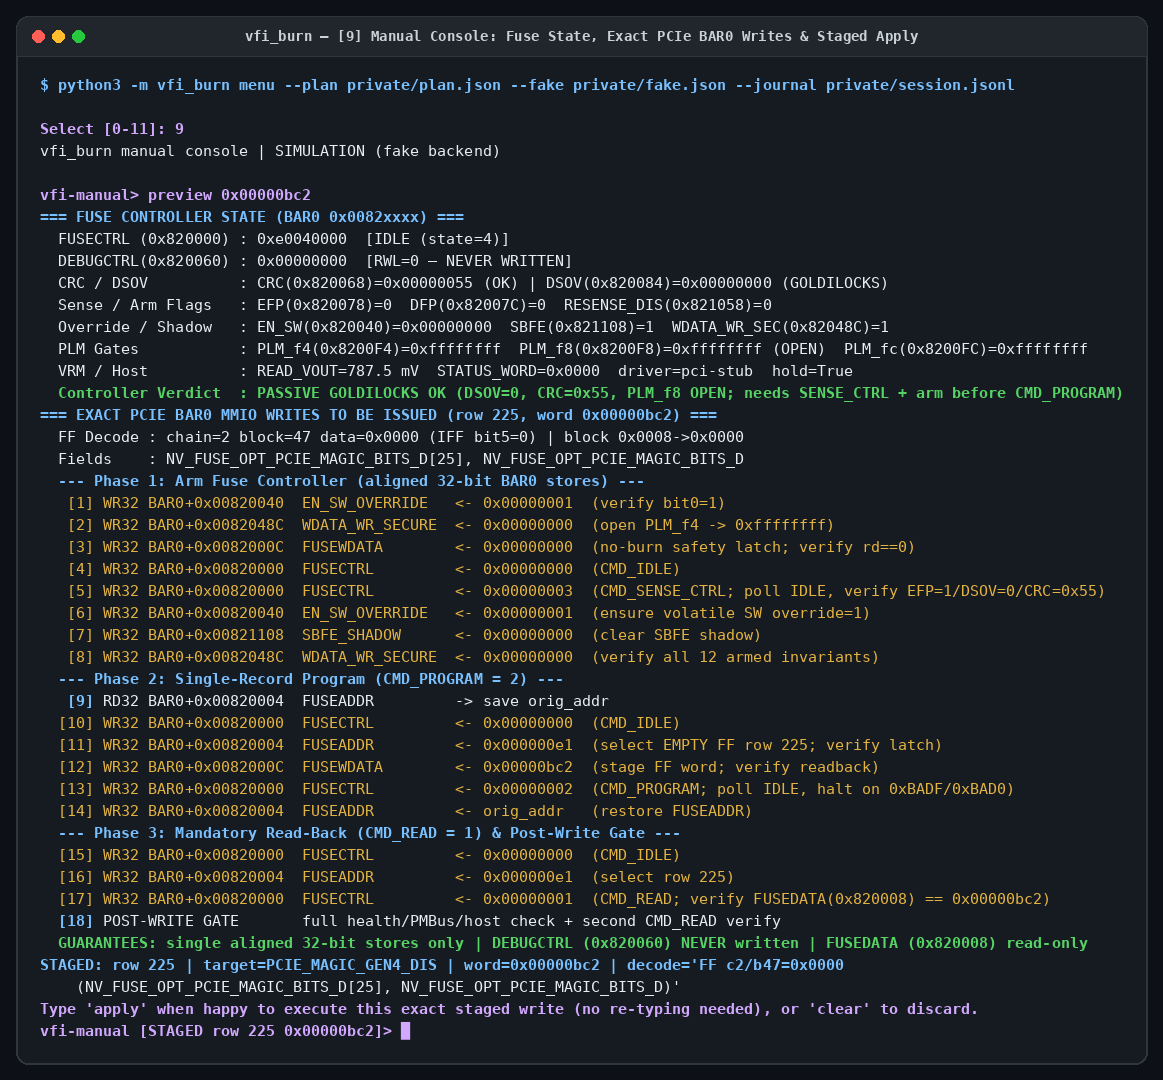 vfi_burn — [9] Manual Console: Fuse State, Exact PCIe BAR0 Writes & Staged Apply
$ python3 -m vfi_burn menu --plan private/plan.json --fake private/fake.json --journal private/session.jsonl
Select [0-11]: 9
vfi_burn manual console | SIMULATION (fake backend)
vfi-manual> preview 0x00000bc2
=== FUSE CONTROLLER STATE (BAR0 0x0082xxxx) ===
FUSECTRL (0x820000) : 0xe0040000  [IDLE (state=4)]
DEBUGCTRL(0x820060) : 0x00000000  [RWL=0 — NEVER WRITTEN]
CRC / DSOV          : CRC(0x820068)=0x00000055 (OK) | DSOV(0x820084)=0x00000000 (GOLDILOCKS)
Sense / Arm Flags   : EFP(0x820078)=0  DFP(0x82007C)=0  RESENSE_DIS(0x821058)=0
Override / Shadow   : EN_SW(0x820040)=0x00000000  SBFE(0x821108)=1  WDATA_WR_SEC(0x82048C)=1
PLM Gates           : PLM_f4(0x8200F4)=0xffffffff  PLM_f8(0x8200F8)=0xffffffff (OPEN)  PLM_fc(0x8200FC)=0xffffffff
VRM / Host          : READ_VOUT=787.5 mV  STATUS_WORD=0x0000  driver=pci-stub  hold=True
Controller Verdict  : PASSIVE GOLDILOCKS OK (DSOV=0, CRC=0x55, PLM_f8 OPEN; needs SENSE_CTRL + arm before CMD_PROGRAM)
=== EXACT PCIE BAR0 MMIO WRITES TO BE ISSUED (row 225, word 0x00000bc2) ===
FF Decode : chain=2 block=47 data=0x0000 (IFF bit5=0) | block 0x0008->0x0000
Fields    : NV_FUSE_OPT_PCIE_MAGIC_BITS_D[25], NV_FUSE_OPT_PCIE_MAGIC_BITS_D
--- Phase 1: Arm Fuse Controller (aligned 32-bit BAR0 stores) ---
[1] WR32 BAR0+0x00820040  EN_SW_OVERRIDE   <- 0x00000001  (verify bit0=1)
[2] WR32 BAR0+0x0082048C  WDATA_WR_SECURE  <- 0x00000000  (open PLM_f4 -> 0xffffffff)
[3] WR32 BAR0+0x0082000C  FUSEWDATA        <- 0x00000000  (no-burn safety latch; verify rd==0)
[4] WR32 BAR0+0x00820000  FUSECTRL         <- 0x00000000  (CMD_IDLE)
[5] WR32 BAR0+0x00820000  FUSECTRL         <- 0x00000003  (CMD_SENSE_CTRL; poll IDLE, verify EFP=1/DSOV=0/CRC=0x55)
[6] WR32 BAR0+0x00820040  EN_SW_OVERRIDE   <- 0x00000001  (ensure volatile SW override=1)
[7] WR32 BAR0+0x00821108  SBFE_SHADOW      <- 0x00000000  (clear SBFE shadow)
[8] WR32 BAR0+0x0082048C  WDATA_WR_SECURE  <- 0x00000000  (verify all 12 armed invariants)
--- Phase 2: Single-Record Program (CMD_PROGRAM = 2) ---
[9] RD32 BAR0+0x00820004  FUSEADDR         -> save orig_addr
[10] WR32 BAR0+0x00820000  FUSECTRL         <- 0x00000000  (CMD_IDLE)
[11] WR32 BAR0+0x00820004  FUSEADDR         <- 0x000000e1  (select EMPTY FF row 225; verify latch)
[12] WR32 BAR0+0x0082000C  FUSEWDATA        <- 0x00000bc2  (stage FF word; verify readback)
[13] WR32 BAR0+0x00820000  FUSECTRL         <- 0x00000002  (CMD_PROGRAM; poll IDLE, halt on 0xBADF/0xBAD0)
[14] WR32 BAR0+0x00820004  FUSEADDR         <- orig_addr   (restore FUSEADDR)
--- Phase 3: Mandatory Read-Back (CMD_READ = 1) & Post-Write Gate ---
[15] WR32 BAR0+0x00820000  FUSECTRL         <- 0x00000000  (CMD_IDLE)
[16] WR32 BAR0+0x00820004  FUSEADDR         <- 0x000000e1  (select row 225)
[17] WR32 BAR0+0x00820000  FUSECTRL         <- 0x00000001  (CMD_READ; verify FUSEDATA(0x820008) == 0x00000bc2)
[18] POST-WRITE GATE       full health/PMBus/host check + second CMD_READ verify
GUARANTEES: single aligned 32-bit stores only | DEBUGCTRL (0x820060) NEVER written | FUSEDATA (0x820008) read-only
STAGED: row 225 | target=PCIE_MAGIC_GEN4_DIS | word=0x00000bc2 | decode='FF c2/b47=0x0000
(NV_FUSE_OPT_PCIE_MAGIC_BITS_D[25], NV_FUSE_OPT_PCIE_MAGIC_BITS_D)'
Type 'apply' when happy to execute this exact staged write (no re-typing needed), or 'clear' to discard.
vfi-manual [STAGED row 225 0x00000bc2]>